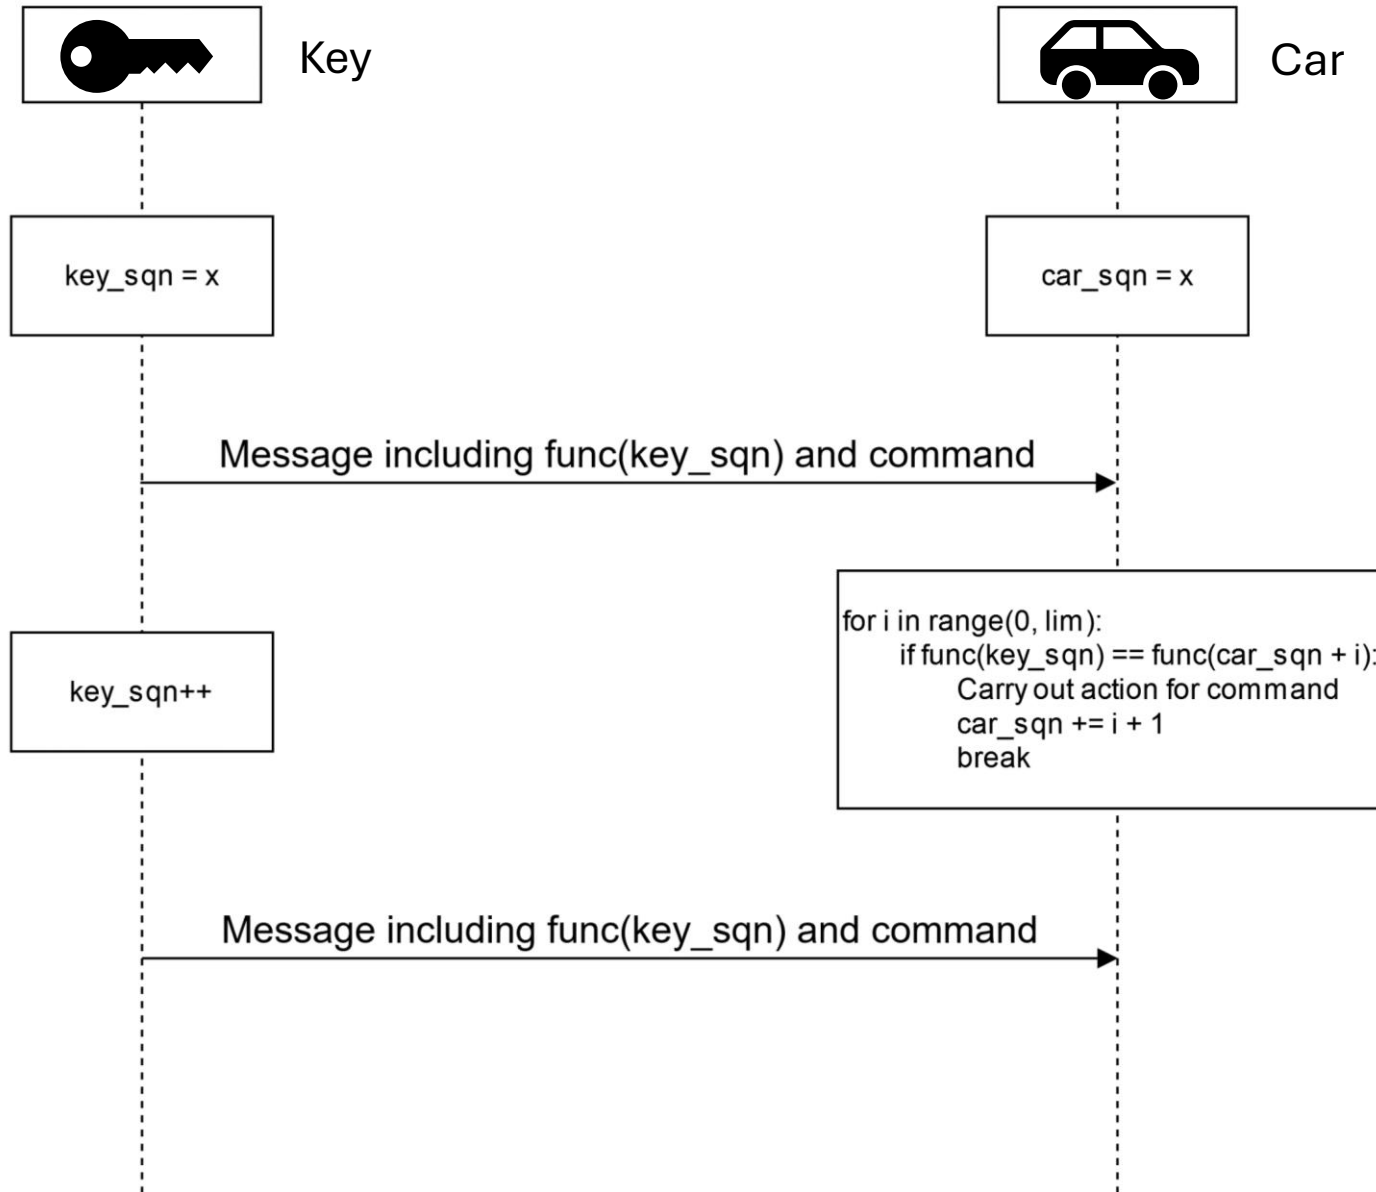 Key
Car
key_sqn = x
car_sqn = x
Message including func(key_sqn) and command
for i in range(0, lim):
if func(key_sqn) == func(car_sqn + i):
Carry out action for command
car_sqn += i + 1
break
key_sqn++
Message including func(key_sqn) and command